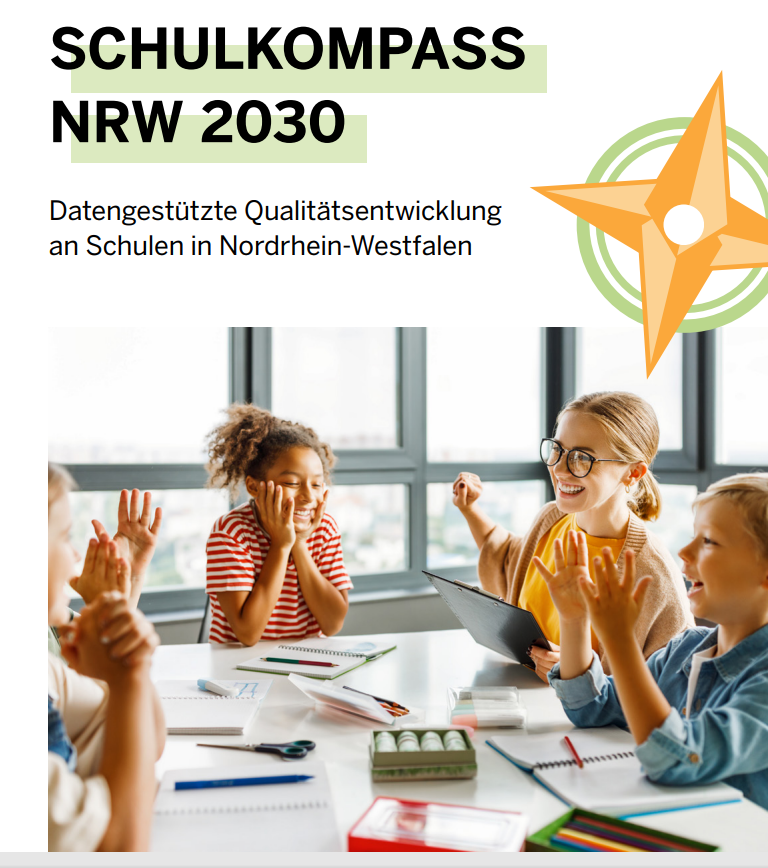 SCHULKOMPASS
NRW 2030
Datengestützte Qualitätsentwicklung
an Schulen in Nordrhein-Westfalen